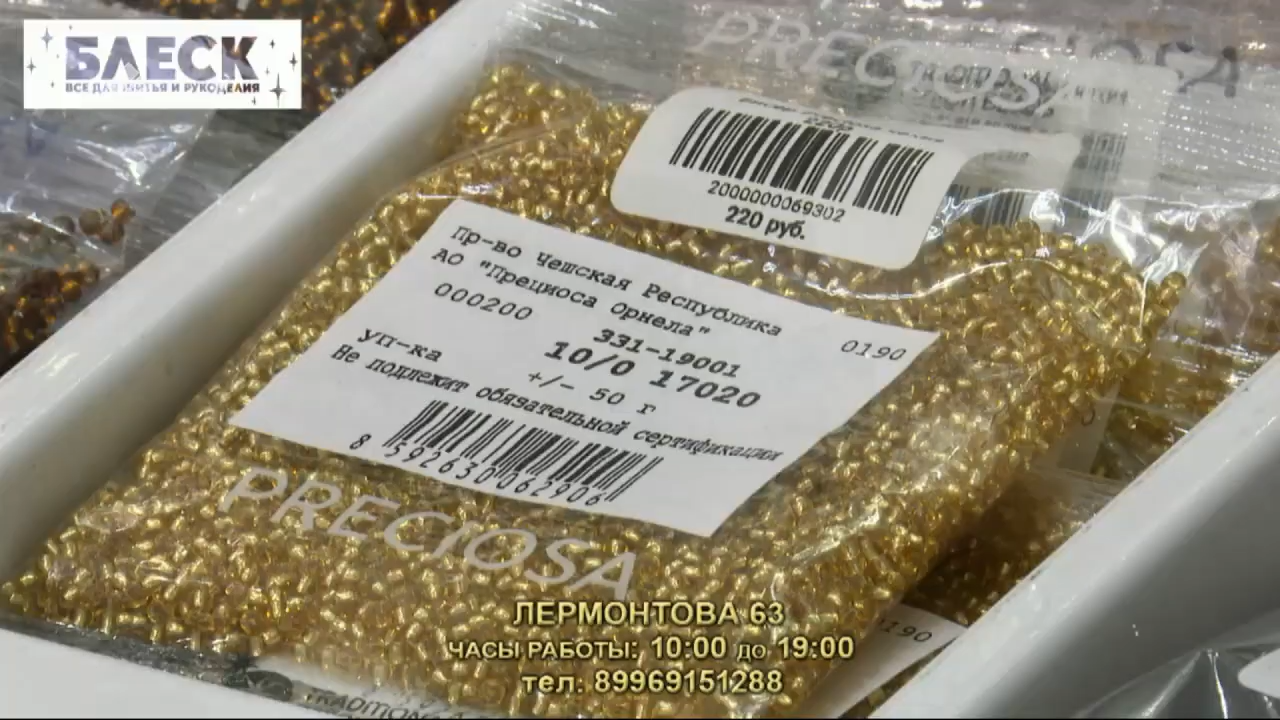 БЛЕСК
ВСЕ ДЛЯ ШИТЬЯ И РУКОДЕЛИЯ
PRECIOSA
2000000069302
220 руб.
Пр-во Чешская Республика
АО "Прециоса Орнела"
000200
0190
331-19001
уп-ка
10/0 17020
+/- 50 г
Не подлежит обязательной сертификации
8 592630 062906
PRECIOSA
ЛЕРМОНТОВА 63
ЧАСЫ РАБОТЫ: 10:00 ДО 19:00
тел: 89969151288
0190